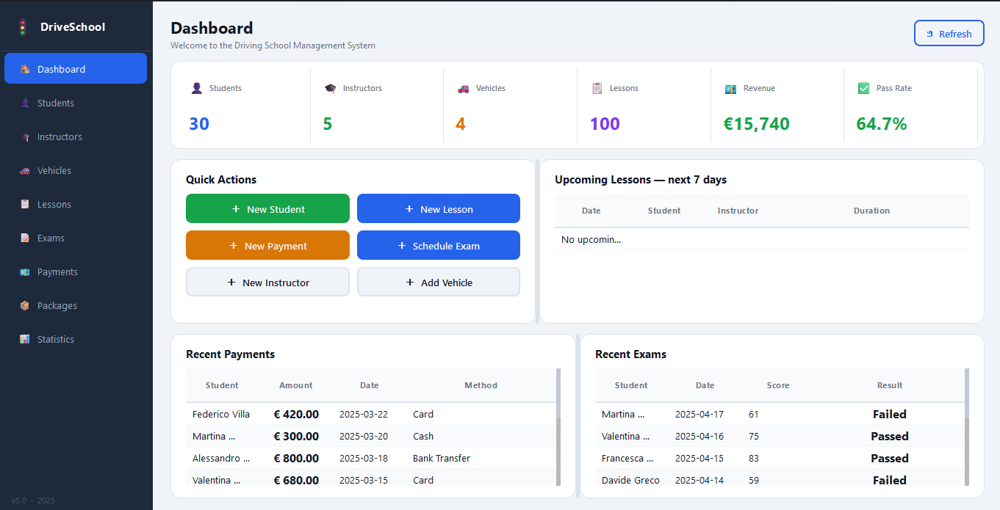 DriveSchool
Dashboard
Students
Instructors
Vehicles
Lessons
Exams
Payments
Packages
Statistics
v5.0 · 2025
Dashboard
Welcome to the Driving School Management System
Refresh
Students
30
Instructors
5
Vehicles
4
Lessons
100
Revenue
€15,740
Pass Rate
64.7%
Quick Actions
+ New Student
+ New Lesson
+ New Payment
+ Schedule Exam
+ New Instructor
+ Add Vehicle
Upcoming Lessons — next 7 days
Date Student Instructor Duration
No upcomin...
Recent Payments
Student Amount Date Method
Federico Villa € 420.00 2025-03-22 Card
Martina ... € 300.00 2025-03-20 Cash
Alessandro ... € 800.00 2025-03-18 Bank Transfer
Valentina ... € 680.00 2025-03-15 Card
Recent Exams
Student Date Score Result
Martina ... 2025-04-17 61 Failed
Valentina ... 2025-04-16 75 Passed
Francesca ... 2025-04-15 83 Passed
Davide Greco 2025-04-14 59 Failed